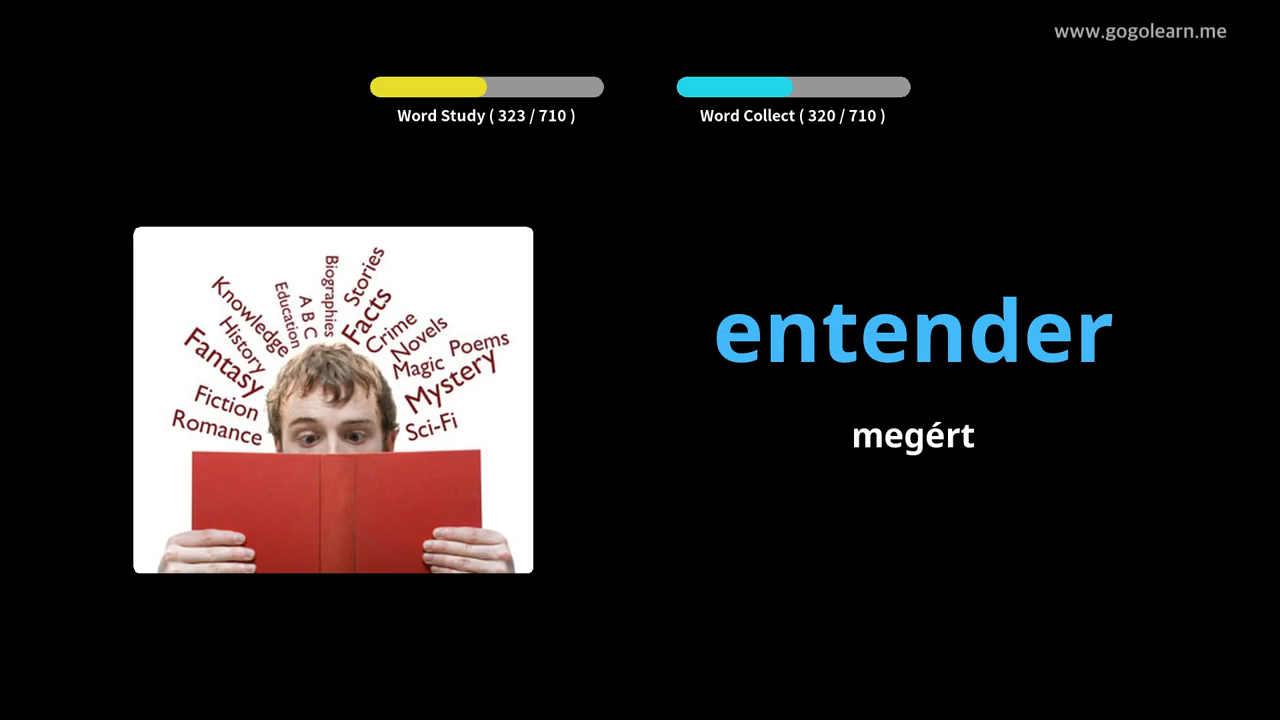 www.gogolearn.me
Word Study ( 323 / 710 )
Word Collect ( 320 / 710 )
Biographies
Stories
Education
A B C
Facts
Knowledge
Crime
History
Novels
Fantasy
Magic
Poems
Mystery
Fiction
Romance
Sci-Fi
entender
megért